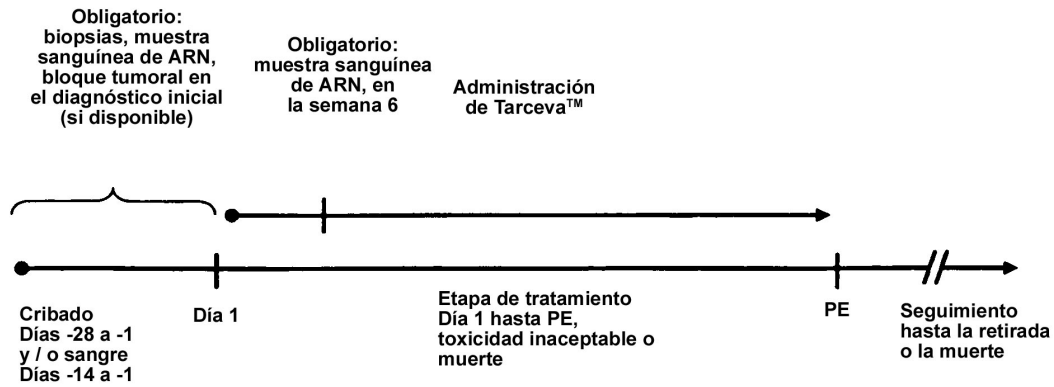 Obligatorio:
biopsias, muestra
sanguínea de ARN,
bloque tumoral en
el diagnóstico inicial
(si disponible)
Obligatorio:
muestra sanguínea
de ARN, en
la semana 6
Administración
de Tarceva™
Cribado
Días -28 a -1
y / o sangre
Días -14 a -1
Día 1
Etapa de tratamiento
Día 1 hasta PE,
toxicidad inaceptable o
muerte
PE
Seguimiento
hasta la retirada
o la muerte